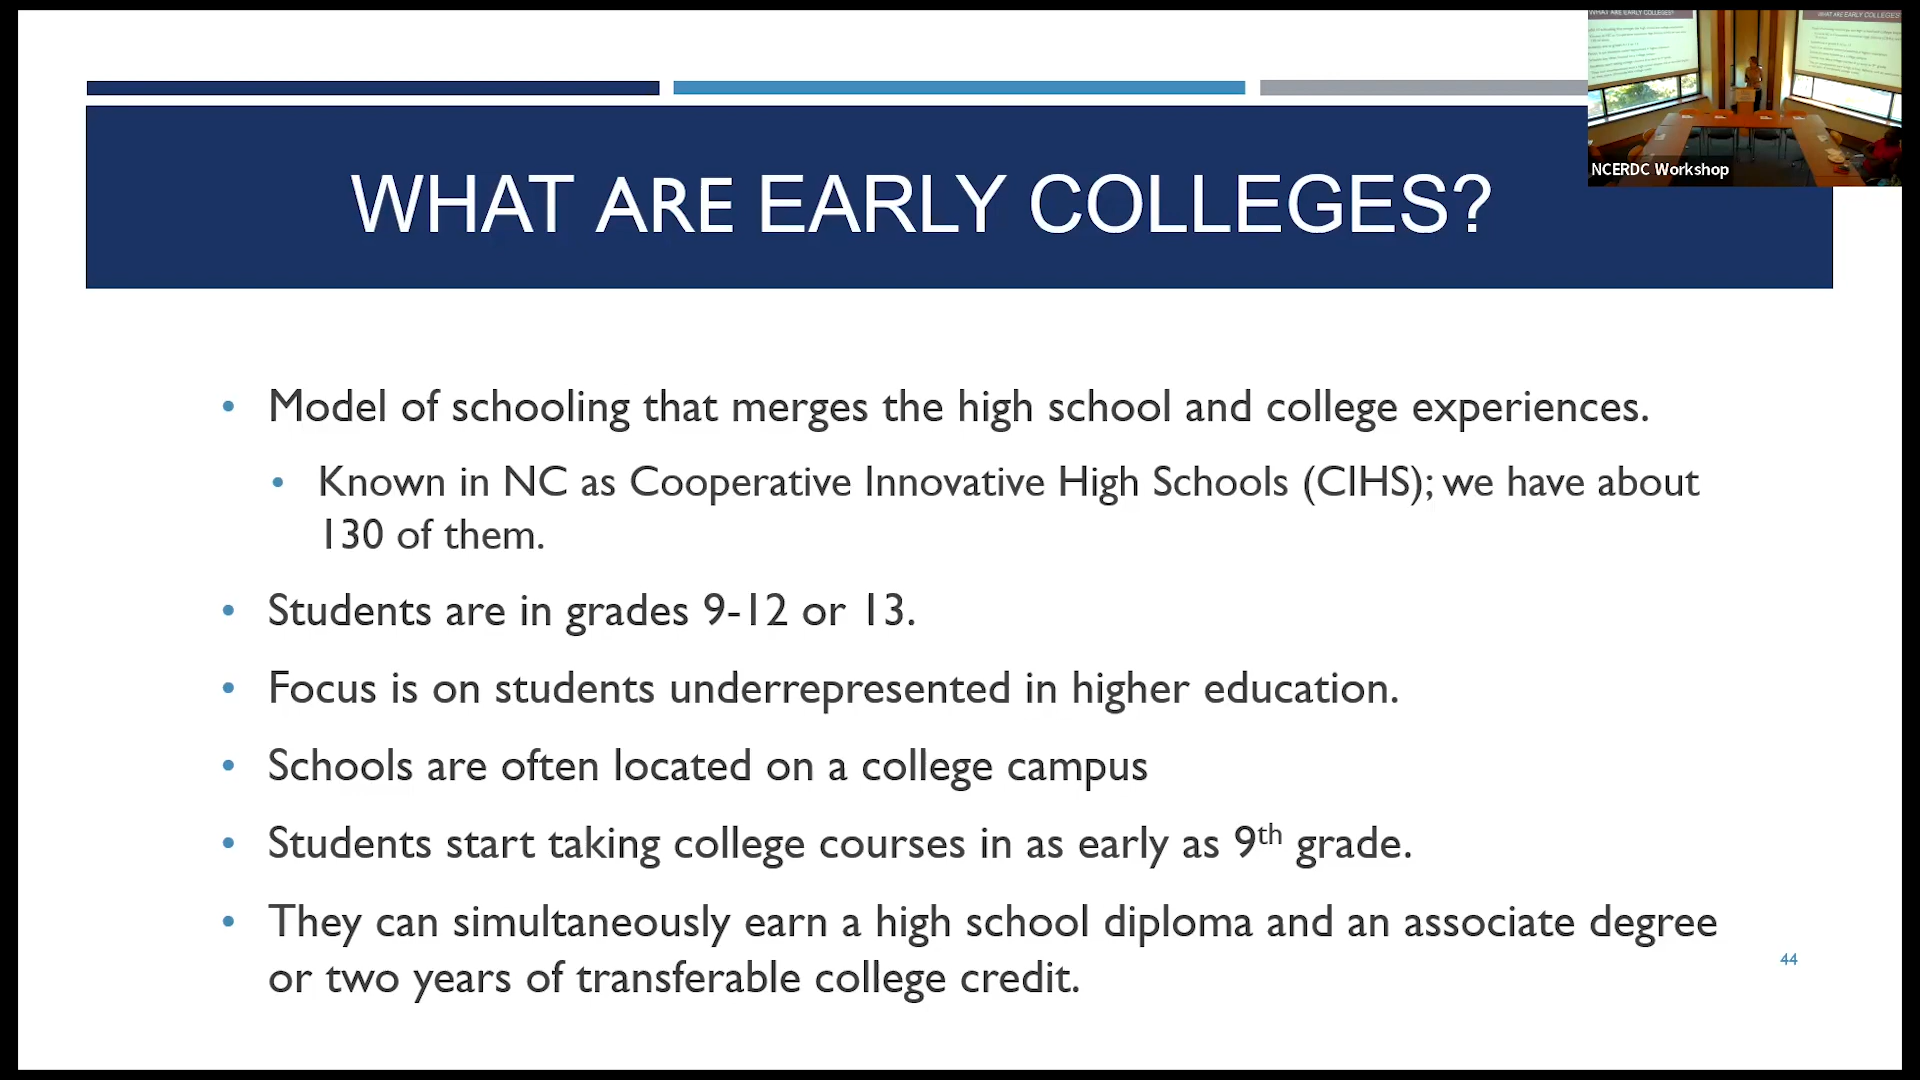 WHAT ARE EARLY COLLEGES?
NCERDC Workshop
• Model of schooling that merges the high school and college experiences.
• Known in NC as Cooperative Innovative High Schools (CIHS); we have about
130 of them.
• Students are in grades 9-12 or 13.
• Focus is on students underrepresented in higher education.
• Schools are often located on a college campus
• Students start taking college courses in as early as 9th grade.
• They can simultaneously earn a high school diploma and an associate degree
or two years of transferable college credit.
44